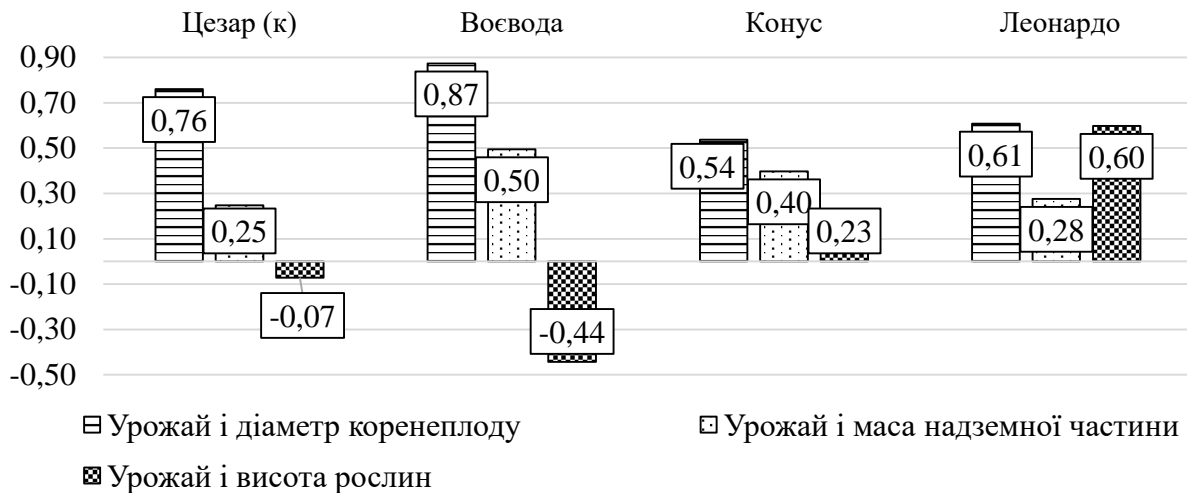 Цезар (к) Воєвода Конус Леонардо
0,90
0,70
0,50
0,30
0,10
-0,10
-0,30
-0,50
0,76 0,87 0,54 0,61
0,25 0,50 0,40 0,28
-0,07 -0,44 0,23 0,60
Урожай і діаметр коренеплоду Урожай і маса надземної частини
Урожай і висота рослин